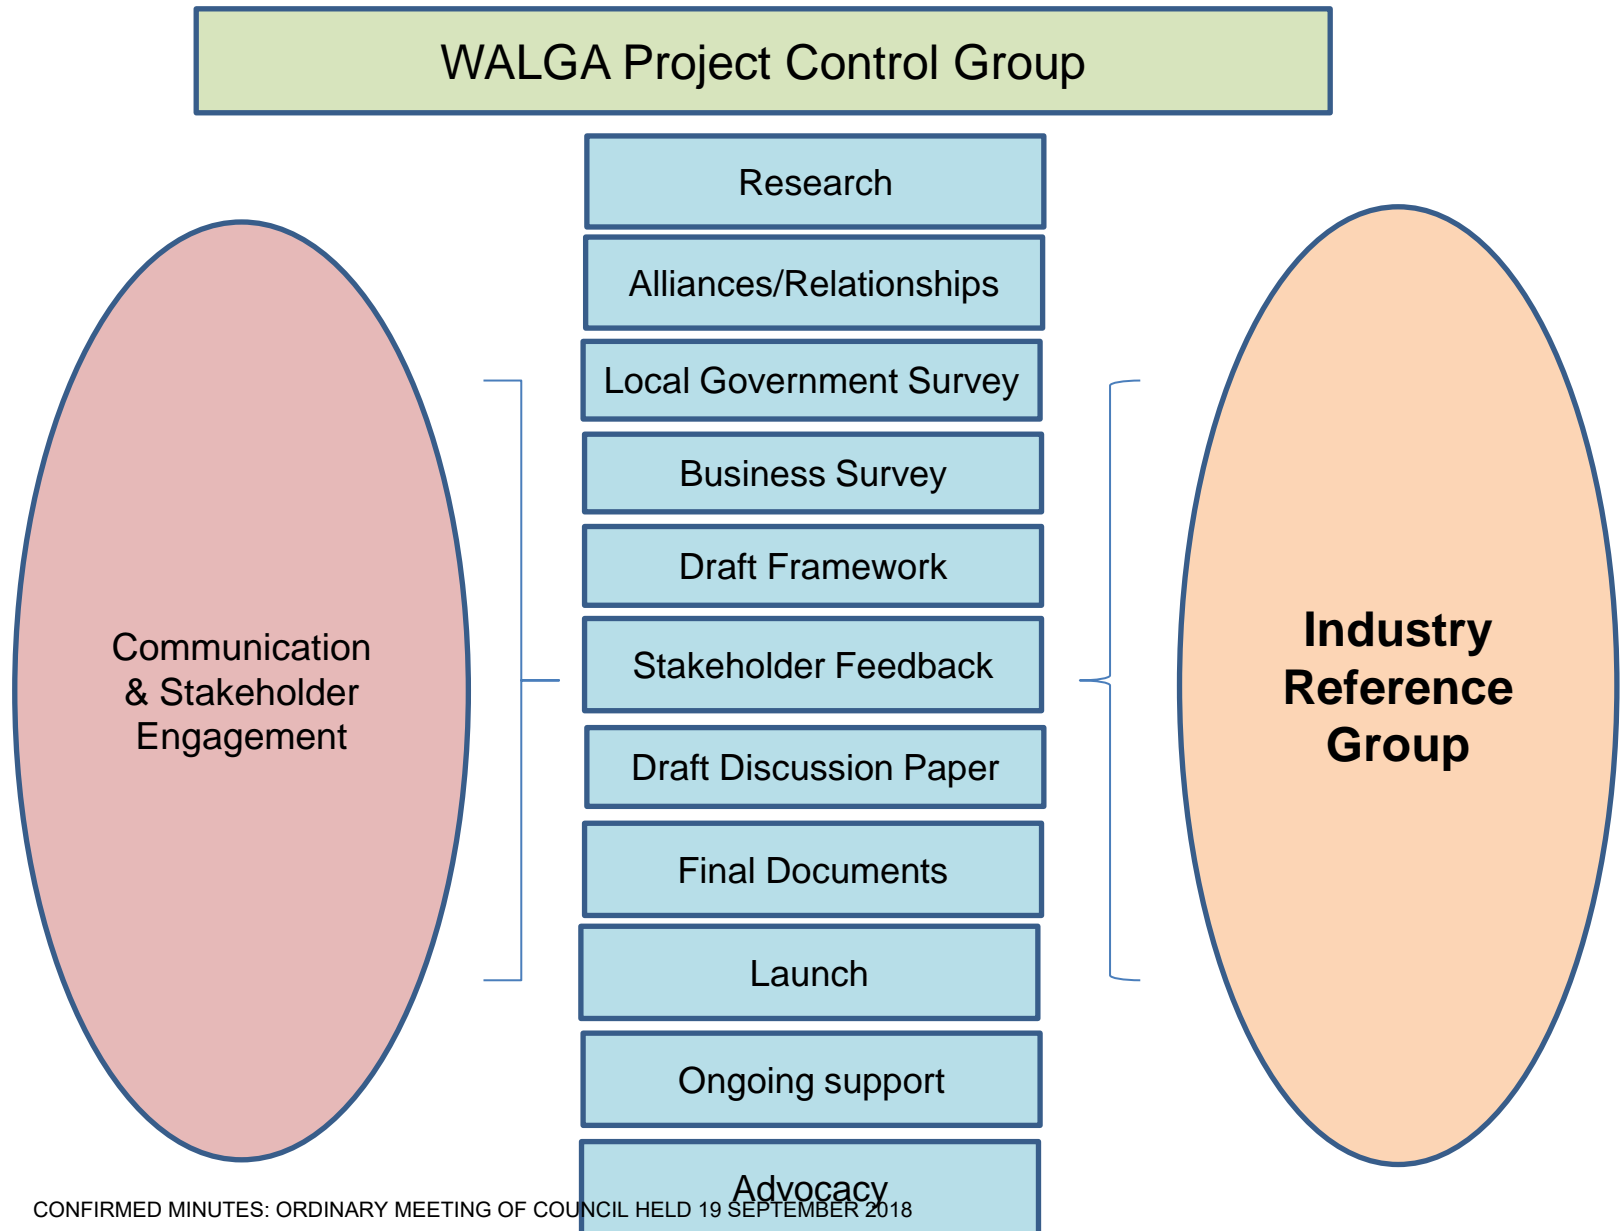 WALGA Project Control Group
Research
Alliances/Relationships
Local Government Survey
Business Survey
Draft Framework
Stakeholder Feedback
Draft Discussion Paper
Final Documents
Launch
Ongoing support
Advocacy
Communication
& Stakeholder
Engagement
Industry
Reference
Group
CONFIRMED MINUTES: ORDINARY MEETING OF COUNCIL HELD 19 SEPTEMBER 2018